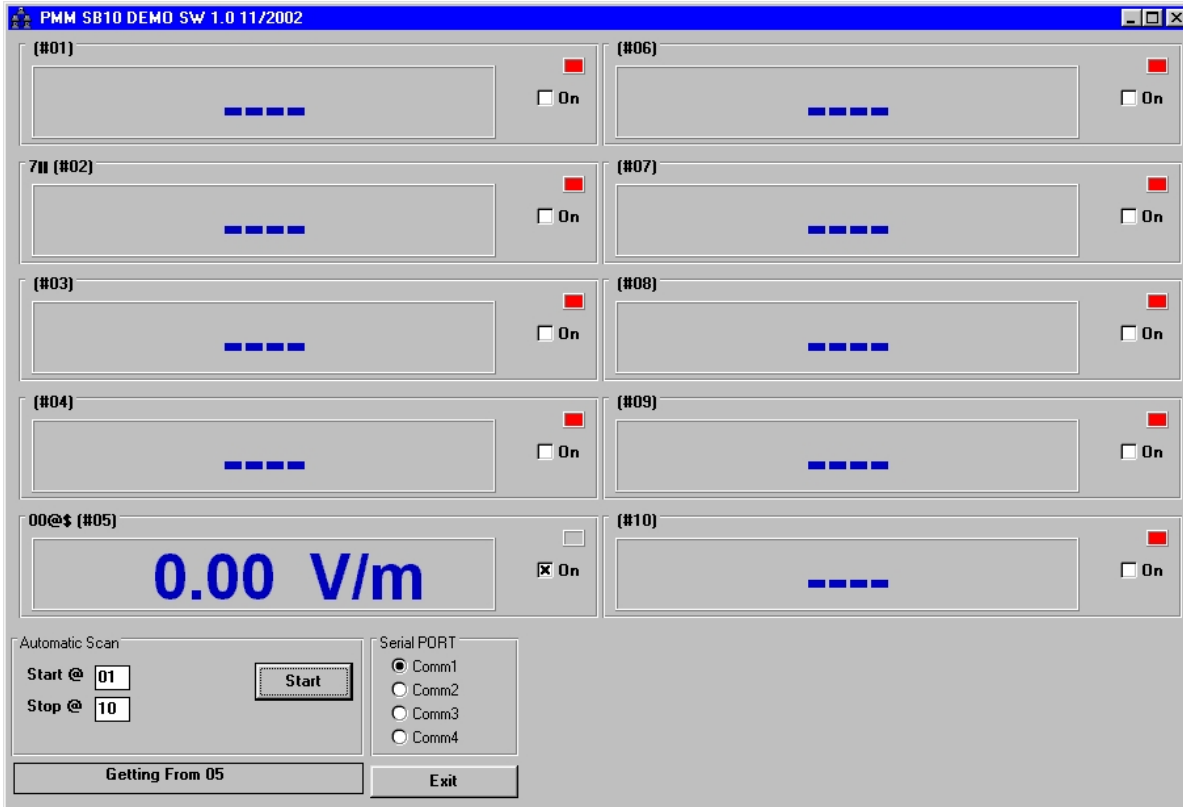 PMM SB10 DEMO SW 1.0 11/2002
(#01)
----
On
(#06)
----
On
(#02)
----
On
(#07)
----
On
(#03)
----
On
(#08)
----
On
(#04)
----
On
(#09)
----
On
00@$ (#05)
0.00 V/m
On
(#10)
----
On
Automatic Scan
Start @ 01
Start
Stop @ 10
Serial PORT
Comm1
Comm2
Comm3
Comm4
Getting From 05
Exit